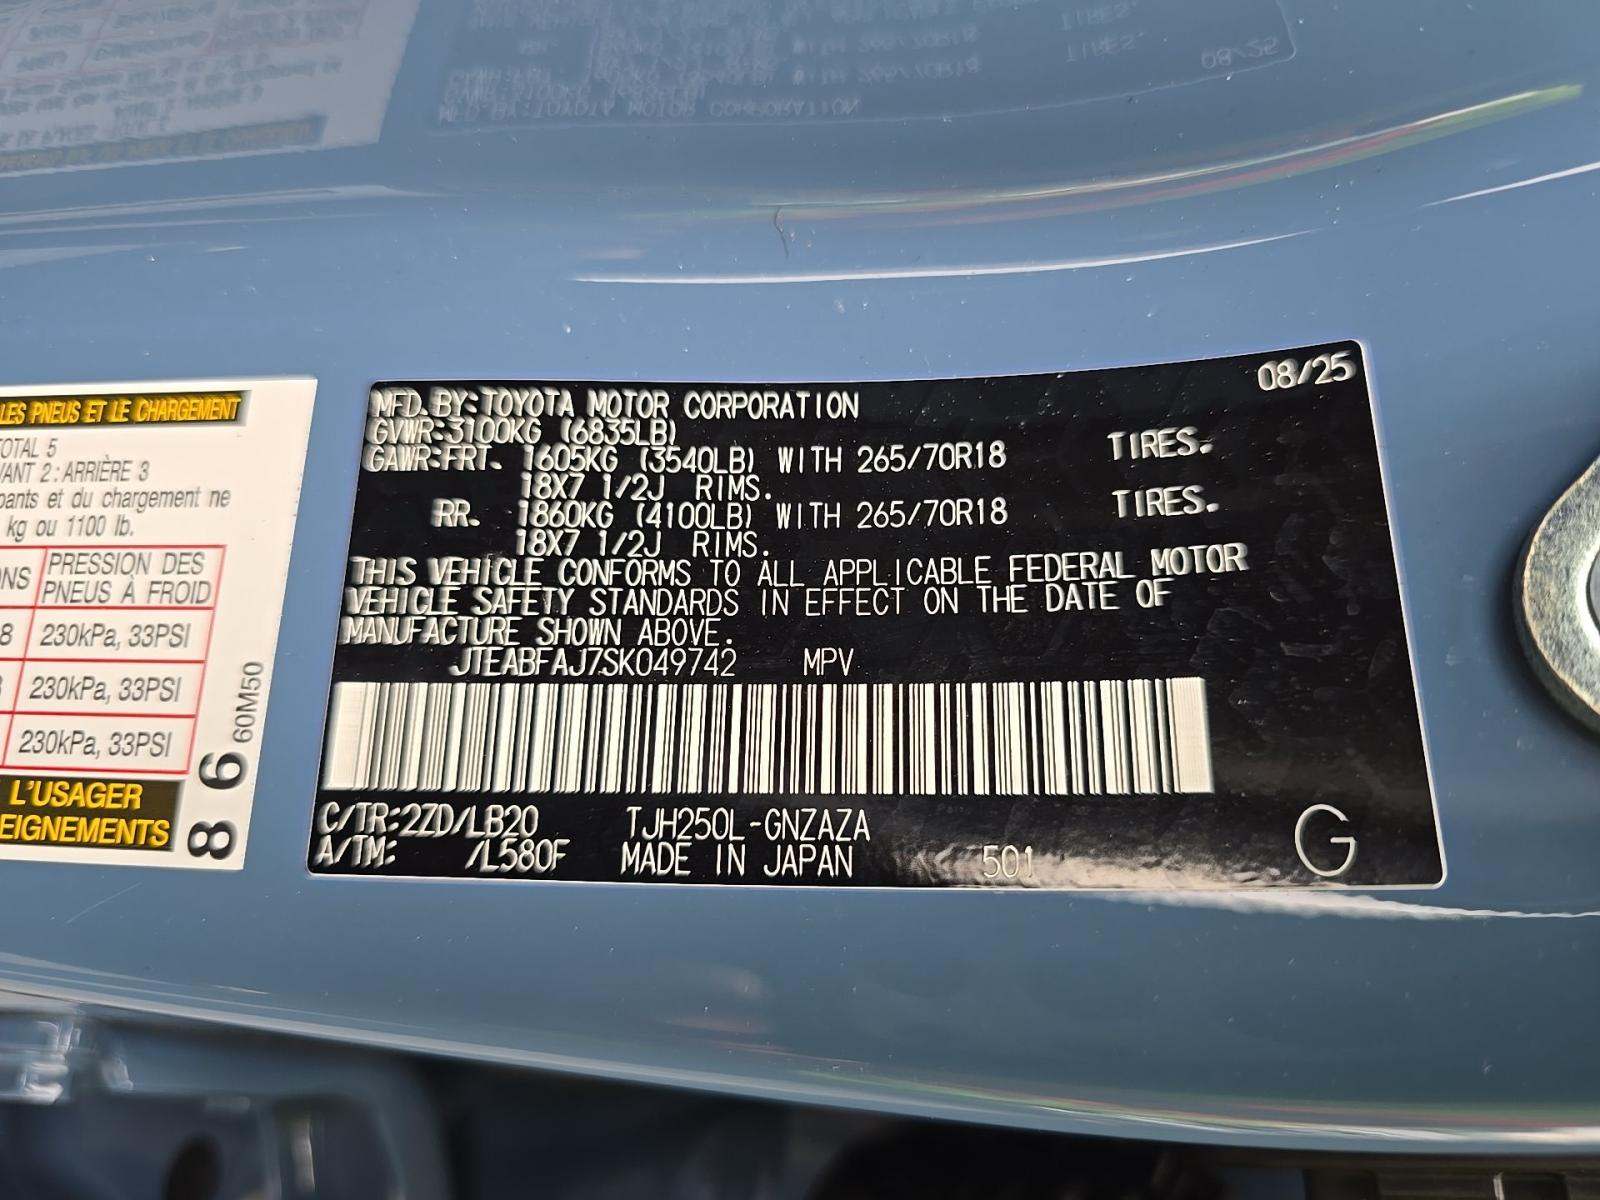 LES PNEUS ET LE CHARGEMENT
TOTAL 5
VANT 2 : ARRIÈRE 3
pants et du chargement ne
kg ou 1100 lb.
ONS PRESSION DES
PNEUS À FROID
8 230kPa, 33PSI
230kPa, 33PSI
230kPa, 33PSI
L'USAGER
EIGNEMENTS
8 6
60M50
08/25
MFD. BY:TOYOTA MOTOR CORPORATION
GVWR:3100KG (6835LB)
GAWR:FRT. 1605KG (3540LB) WITH 265/70R18 TIRES.
18X7 1/2J RIMS.
RR. 1860KG (4100LB) WITH 265/70R18 TIRES.
18X7 1/2J RIMS.
THIS VEHICLE CONFORMS TO ALL APPLICABLE FEDERAL MOTOR
VEHICLE SAFETY STANDARDS IN EFFECT ON THE DATE OF
MANUFACTURE SHOWN ABOVE.
JTEABFAJ7SK049742 MPV
C/TR:2ZD/LB20 TJH250L-GNZAZA
A/TM: /L580F MADE IN JAPAN 501 G